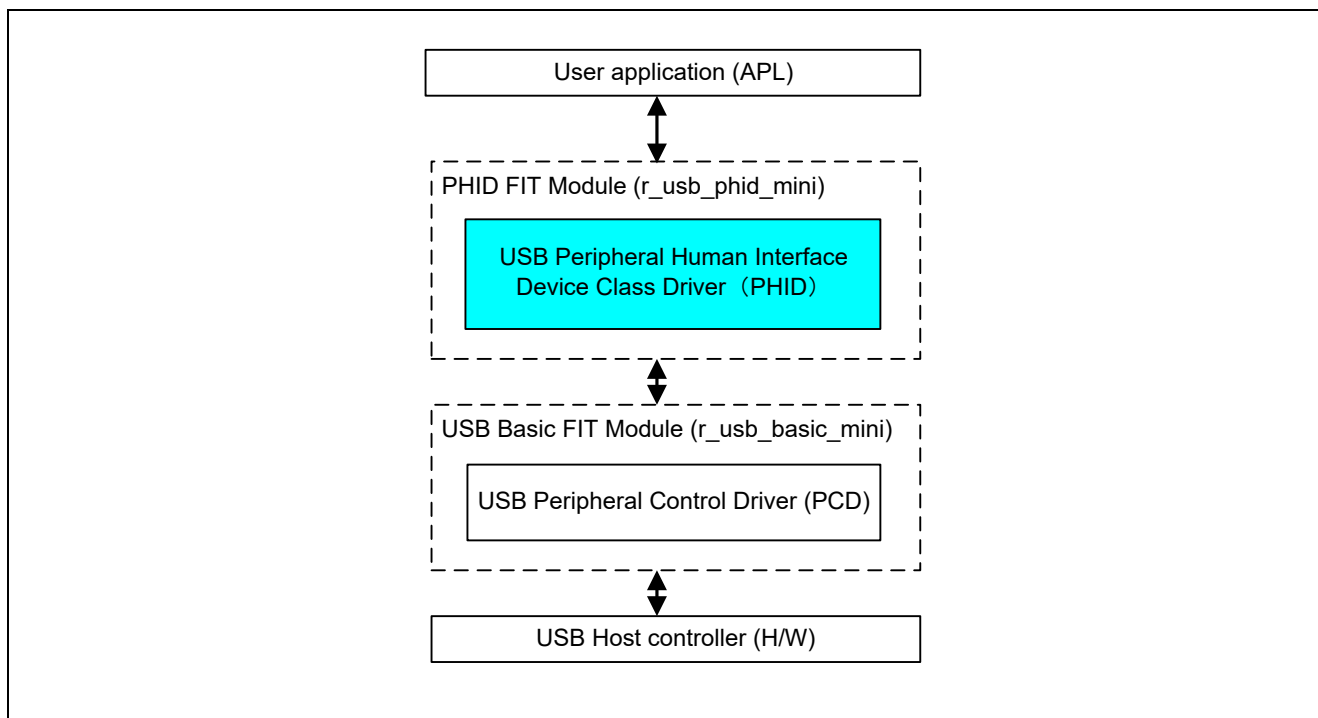 User application (APL)
PHID FIT Module (r_usb_phid_mini)
USB Peripheral Human Interface
Device Class Driver（PHID）
USB Basic FIT Module (r_usb_basic_mini)
USB Peripheral Control Driver (PCD)
USB Host controller (H/W)